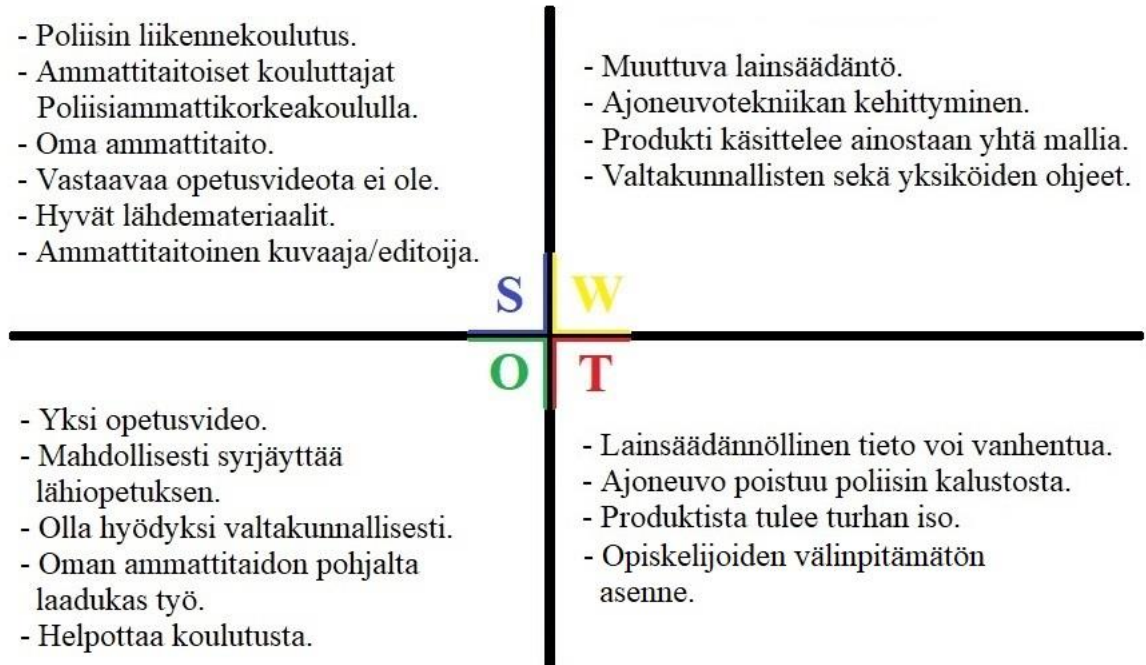 - Poliisin liikennekoulutus.
- Ammattitaitoiset kouluttajat
Poliisiammattikorkeakoululla.
- Oma ammattitaito.
- Vastaavaa opetusvideota ei ole.
- Hyvät lähdemateriaalit.
- Ammattitaitoinen kuvaaja/editoija.
- Muuttuva lainsäädäntö.
- Ajoneuvotekniikan kehittyminen.
- Produkti käsittelee ainostaan yhtä mallia.
- Valtakunnallisten sekä yksiköiden ohjeet.
S W
O T
- Yksi opetusvideo.
- Mahdollisesti syrjäyttää
lähiopetuksen.
- Olla hyödyksi valtakunnallisesti.
- Oman ammattitaidon pohjalta
laadukas työ.
- Helpottaa koulutusta.
- Lainsäädännöllinen tieto voi vanhentua.
- Ajoneuvo poistuu poliisin kalustosta.
- Produktista tulee turhan iso.
- Opiskelijoiden välinpitämätön
asenne.